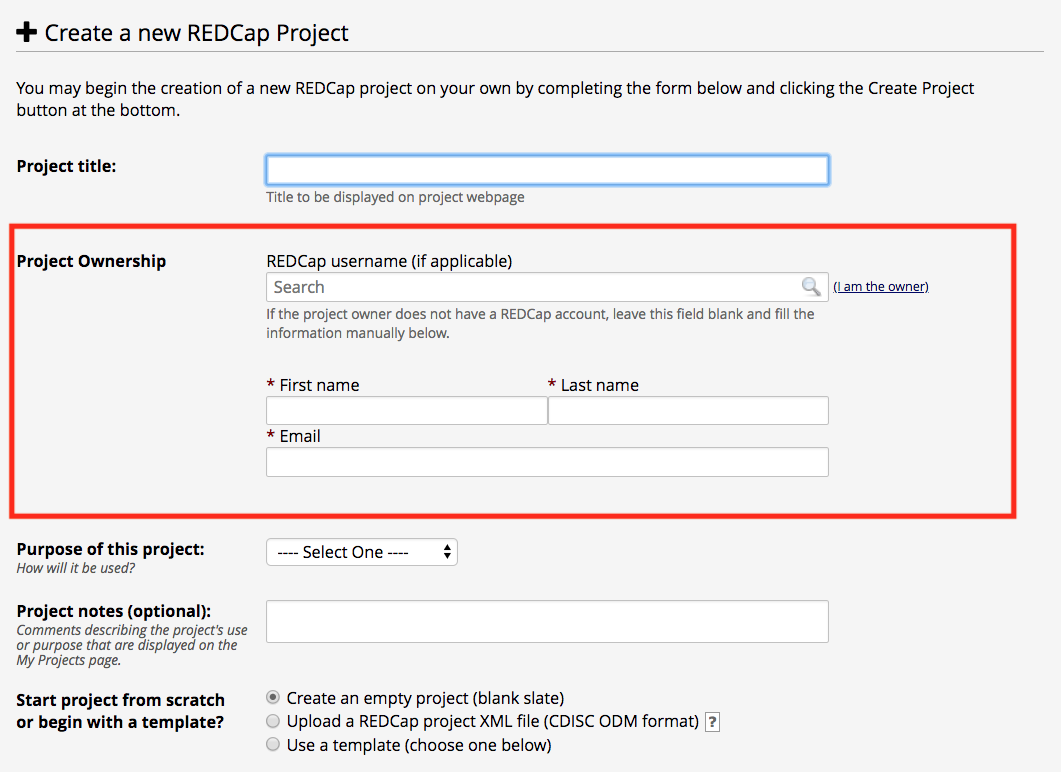 Create a new REDCap Project
You may begin the creation of a new REDCap project on your own by completing the form below and clicking the Create Project
button at the bottom.
Project title:
Title to be displayed on project webpage
Project Ownership
REDCap username (if applicable)
Search
(I am the owner)
If the project owner does not have a REDCap account, leave this field blank and fill the
information manually below.
* First name
* Last name
* Email
Purpose of this project:
How will it be used?
---- Select One ----
Project notes (optional):
Comments describing the project's use
or purpose that are displayed on the
My Projects page.
Start project from scratch
or begin with a template?
Create an empty project (blank slate)
Upload a REDCap project XML file (CDISC ODM format) ?
Use a template (choose one below)